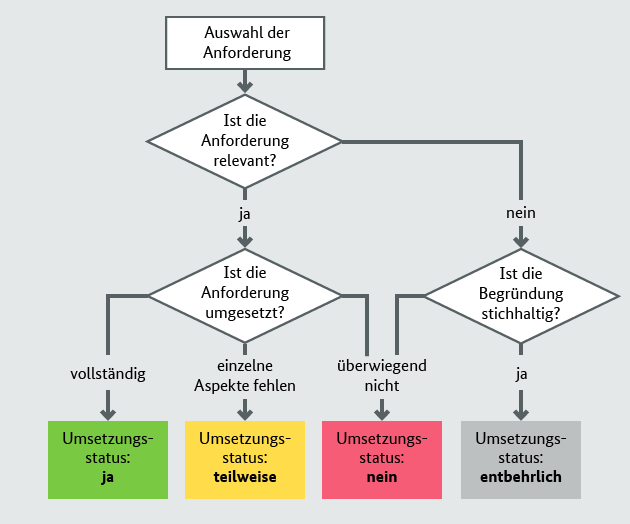 Auswahl der
Anforderung
Ist die
Anforderung
relevant?
ja
nein
Ist die
Anforderung
umgesetzt?
Ist die
Begründung
stichhaltig?
vollständig
einzelne
Aspekte fehlen
überwiegend
nicht
ja
Umsetzungs-
status:
ja
Umsetzungs-
status:
teilweise
Umsetzungs-
status:
nein
Umsetzungs-
status:
entbehrlich